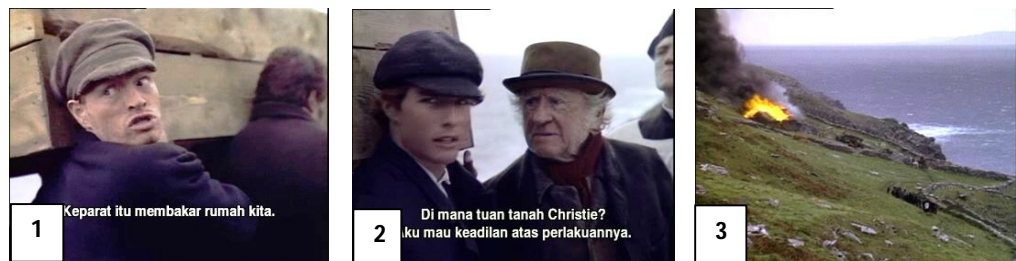 Keparat itu membakar rumah kita.
1
Di mana tuan tanah Christie?
Aku mau keadilan atas perlakuannya.
2
3